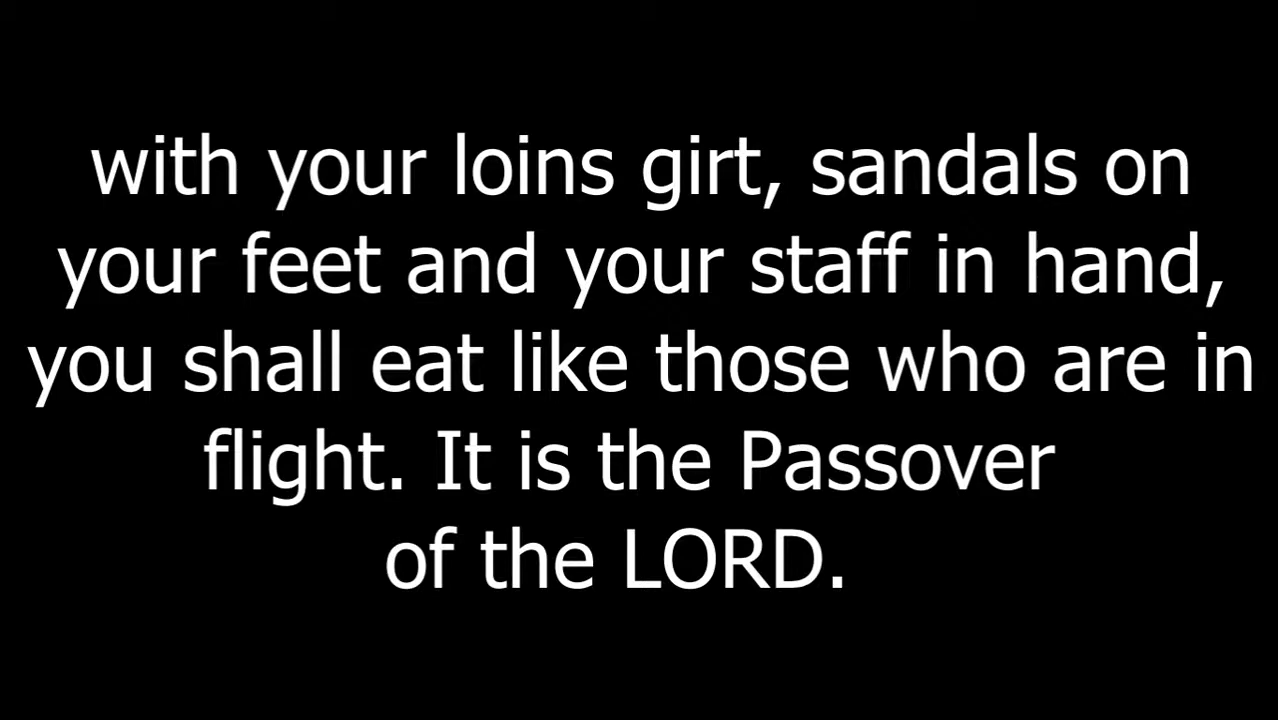 with your loins girt, sandals on
your feet and your staff in hand,
you shall eat like those who are in
flight. It is the Passover
of the LORD.